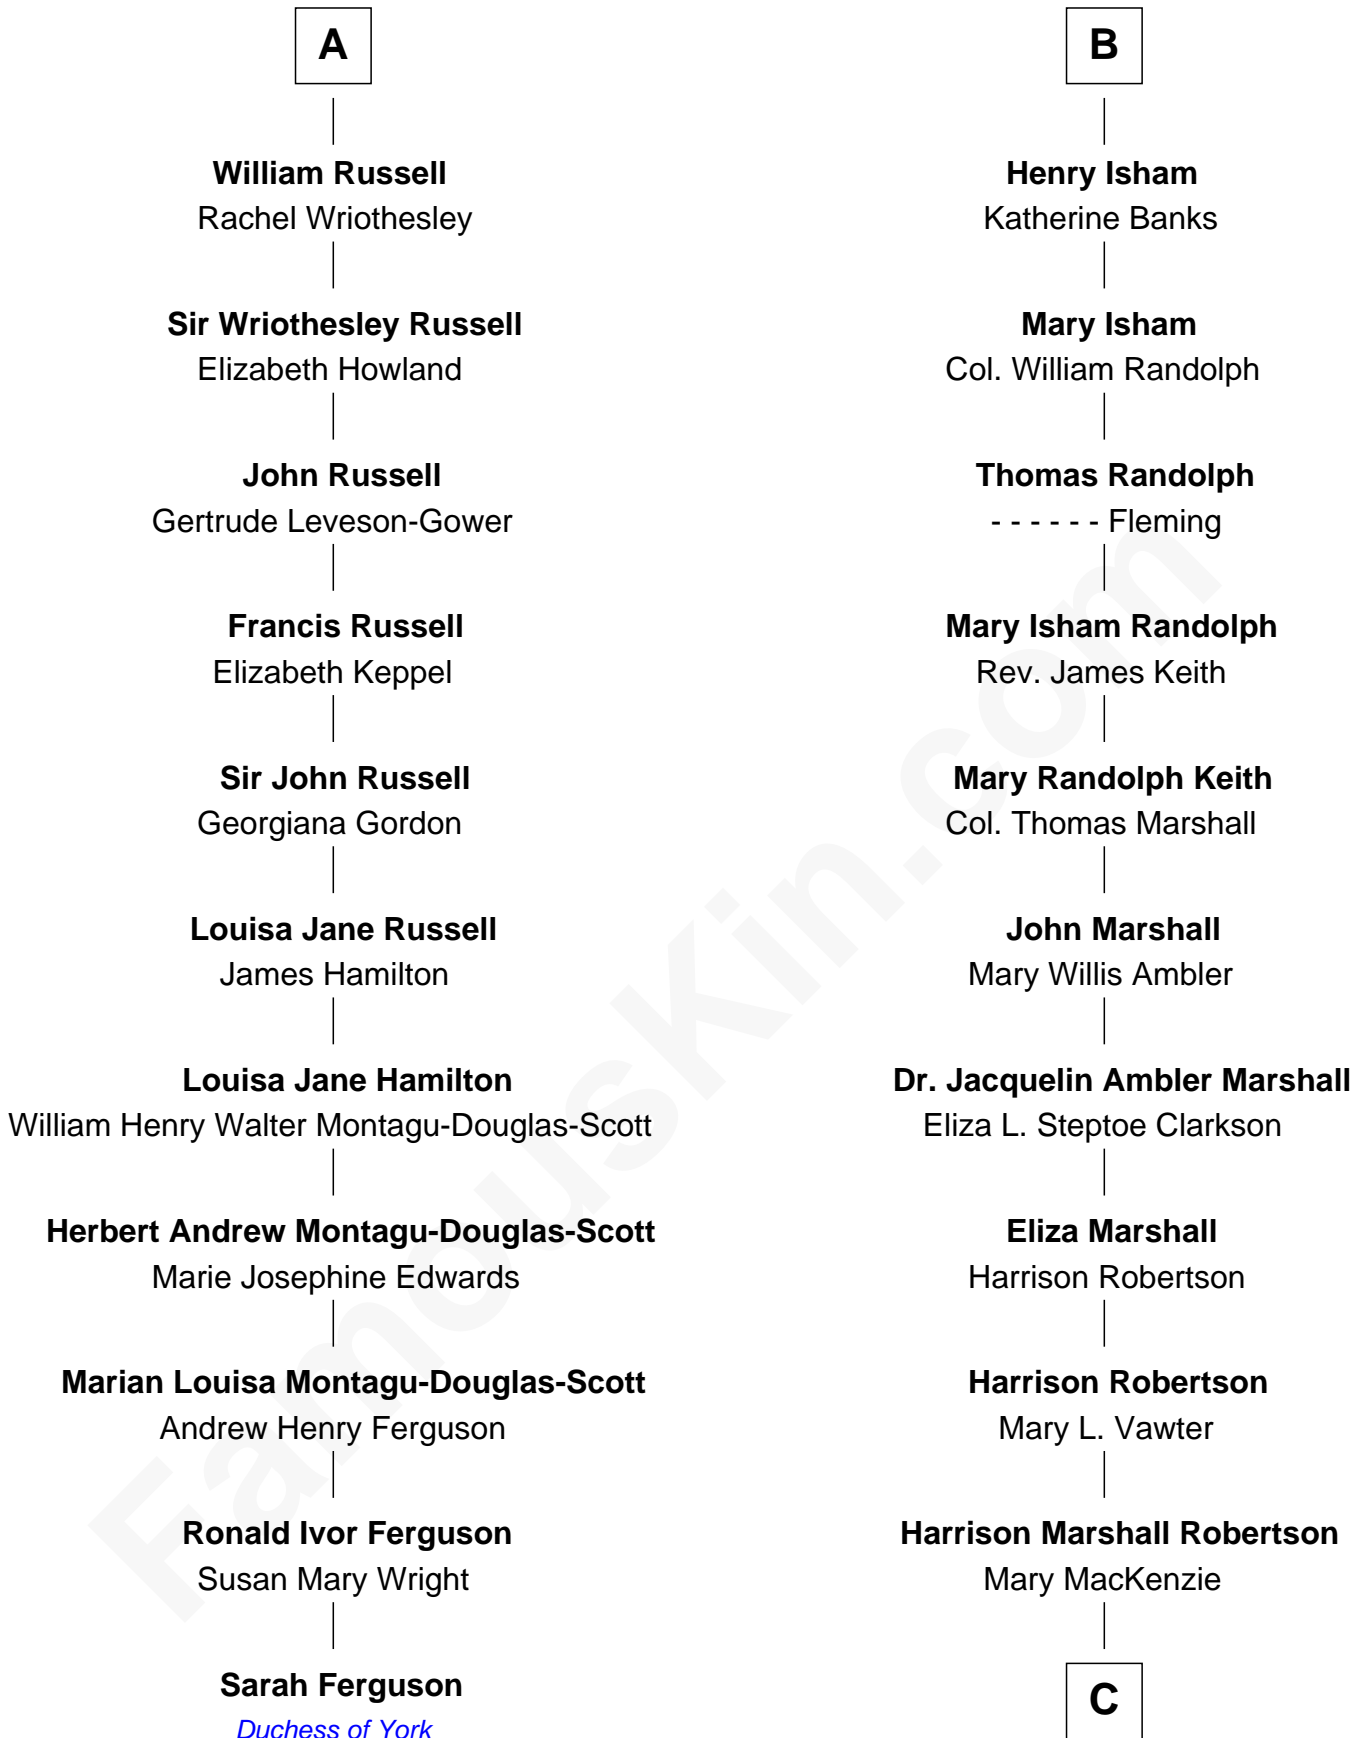 A
William Russell
Rachel Wriothesley
Sir Wriothesley Russell
Elizabeth Howland
John Russell
Gertrude Leveson-Gower
Francis Russell
Elizabeth Keppel
Sir John Russell
Georgiana Gordon
Louisa Jane Russell
James Hamilton
Louisa Jane Hamilton
William Henry Walter Montagu-Douglas-Scott
Herbert Andrew Montagu-Douglas-Scott
Marie Josephine Edwards
Marian Louisa Montagu-Douglas-Scott
Andrew Henry Ferguson
Ronald Ivor Ferguson
Susan Mary Wright
Sarah Ferguson
Duchess of York
B
Henry Isham
Katherine Banks
Mary Isham
Col. William Randolph
Thomas Randolph
- - - - - - Fleming
Mary Isham Randolph
Rev. James Keith
Mary Randolph Keith
Col. Thomas Marshall
John Marshall
Mary Willis Ambler
Dr. Jacquelin Ambler Marshall
Eliza L. Steptoe Clarkson
Eliza Marshall
Harrison Robertson
Harrison Robertson
Mary L. Vawter
Harrison Marshall Robertson
Mary MacKenzie
C
FamousKin.com